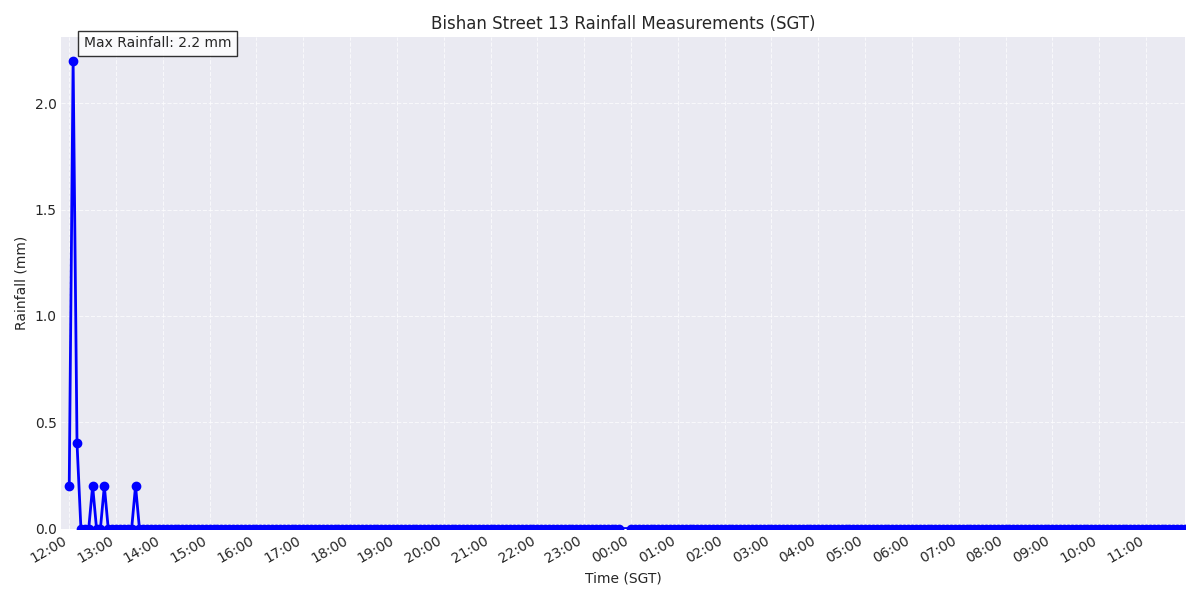 Bishan Street 13 Rainfall Measurements (SGT)
Max Rainfall: 2.2 mm
Rainfall (mm)
2.0
1.5
1.0
0.5
0.0
12:00 13:00 14:00 15:00 16:00 17:00 18:00 19:00 20:00 21:00 22:00 23:00 00:00 01:00 02:00 03:00 04:00 05:00 06:00 07:00 08:00 09:00 10:00 11:00
Time (SGT)